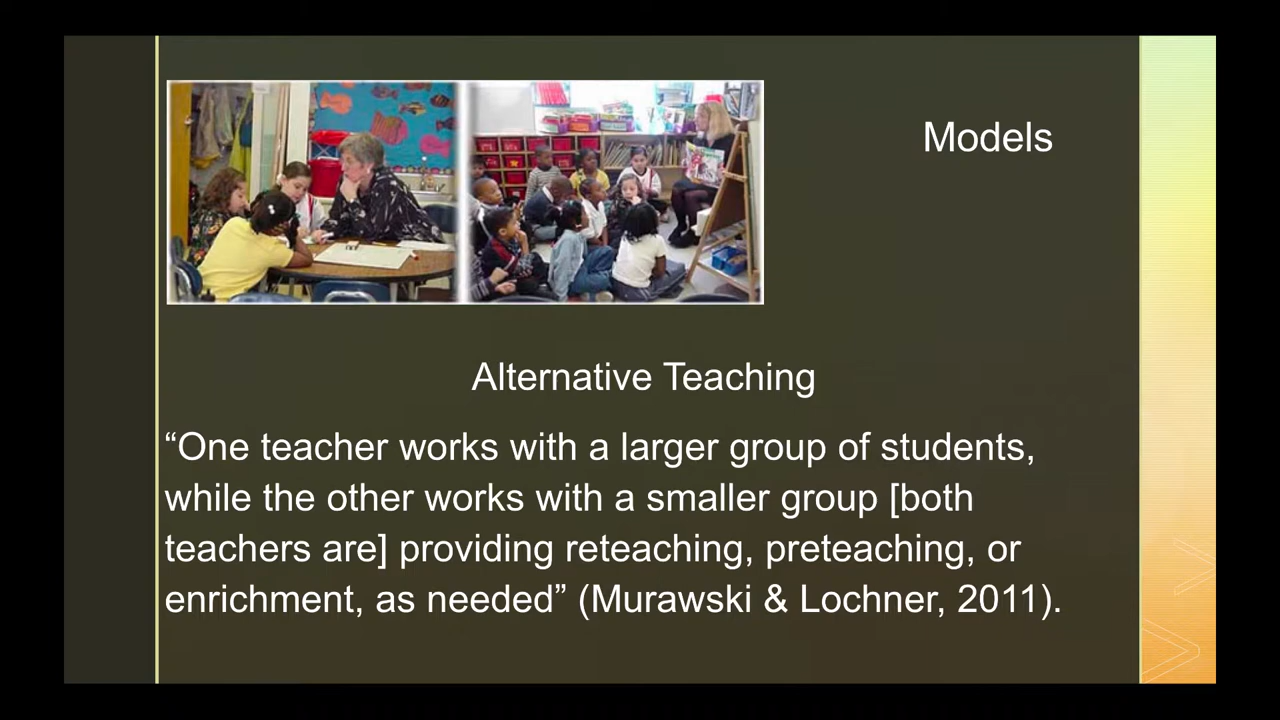 Models
Alternative Teaching
“One teacher works with a larger group of students,
while the other works with a smaller group [both
teachers are] providing reteaching, preteaching, or
enrichment, as needed” (Murawski & Lochner, 2011).